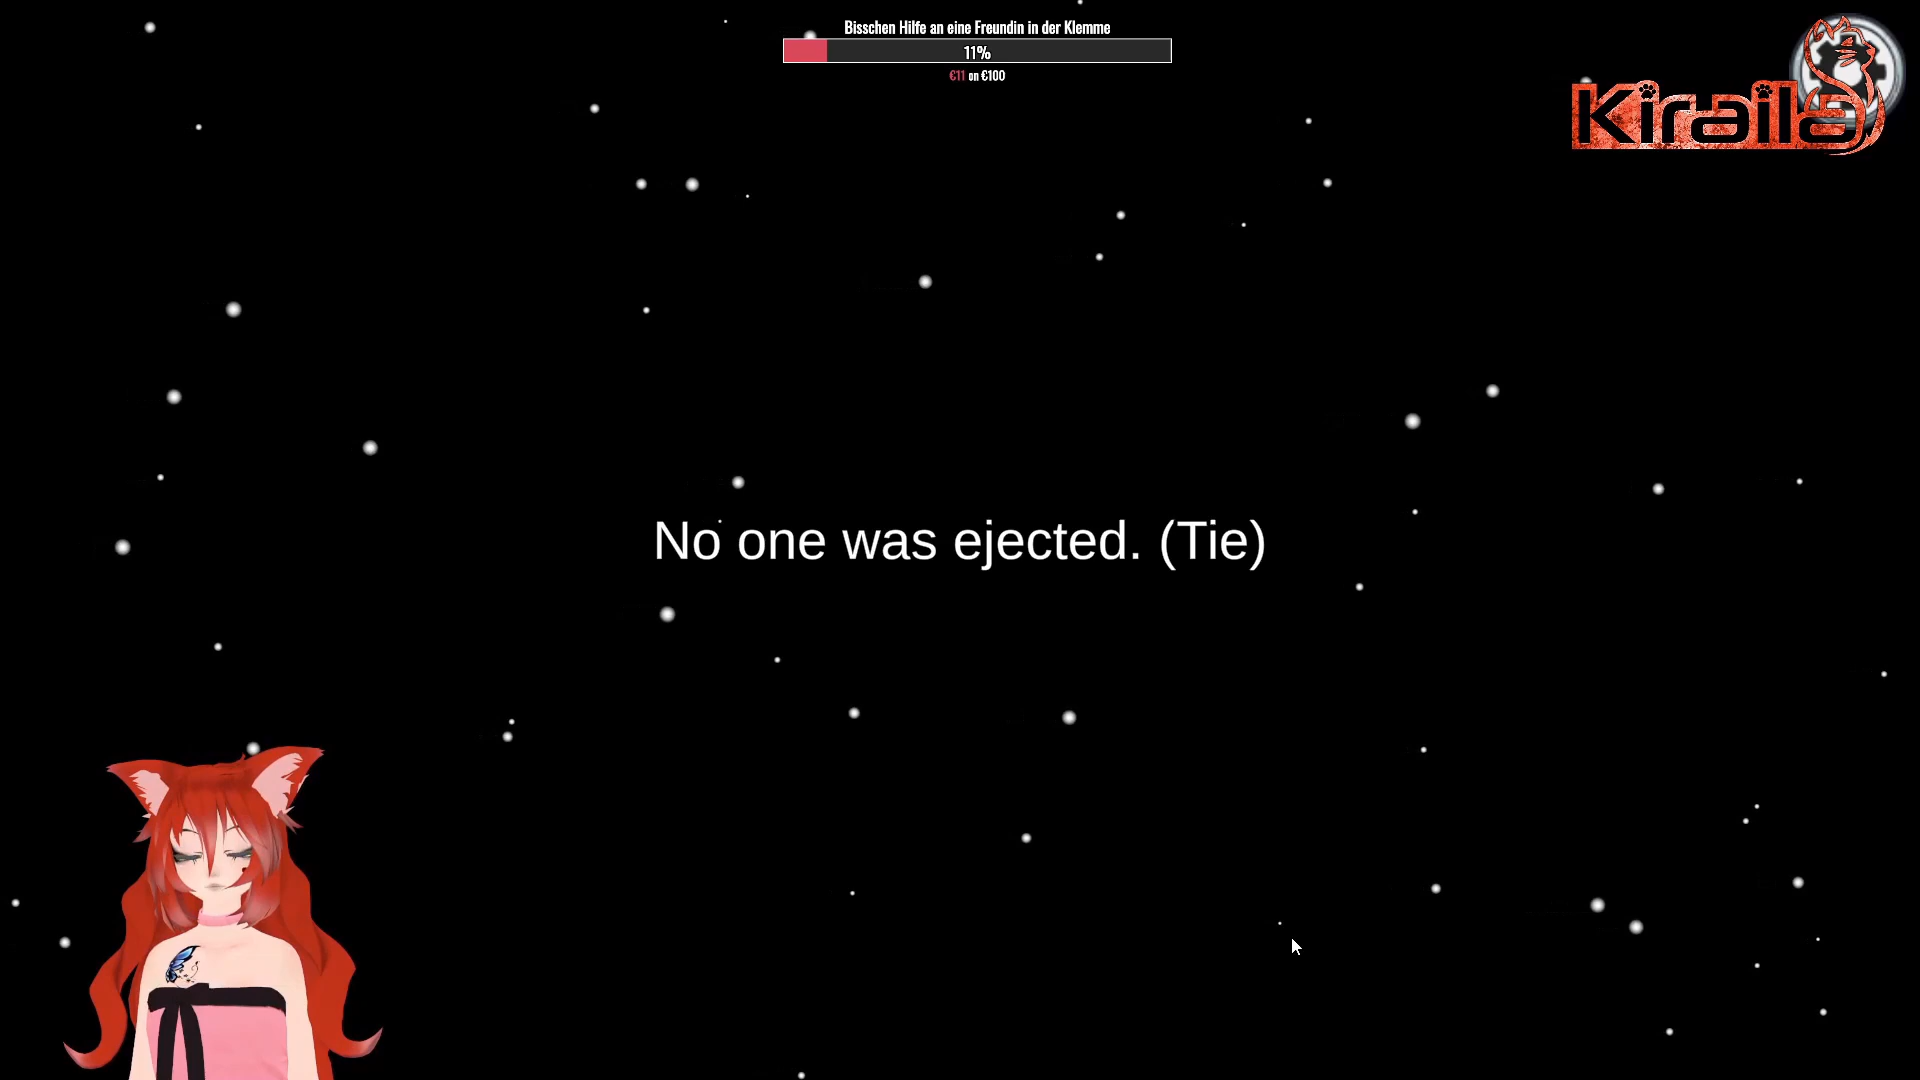 Bisschen Hilfe an eine Freundin in der Klemme
11%
€11 on €100
Kiraila
No one was ejected. (Tie)